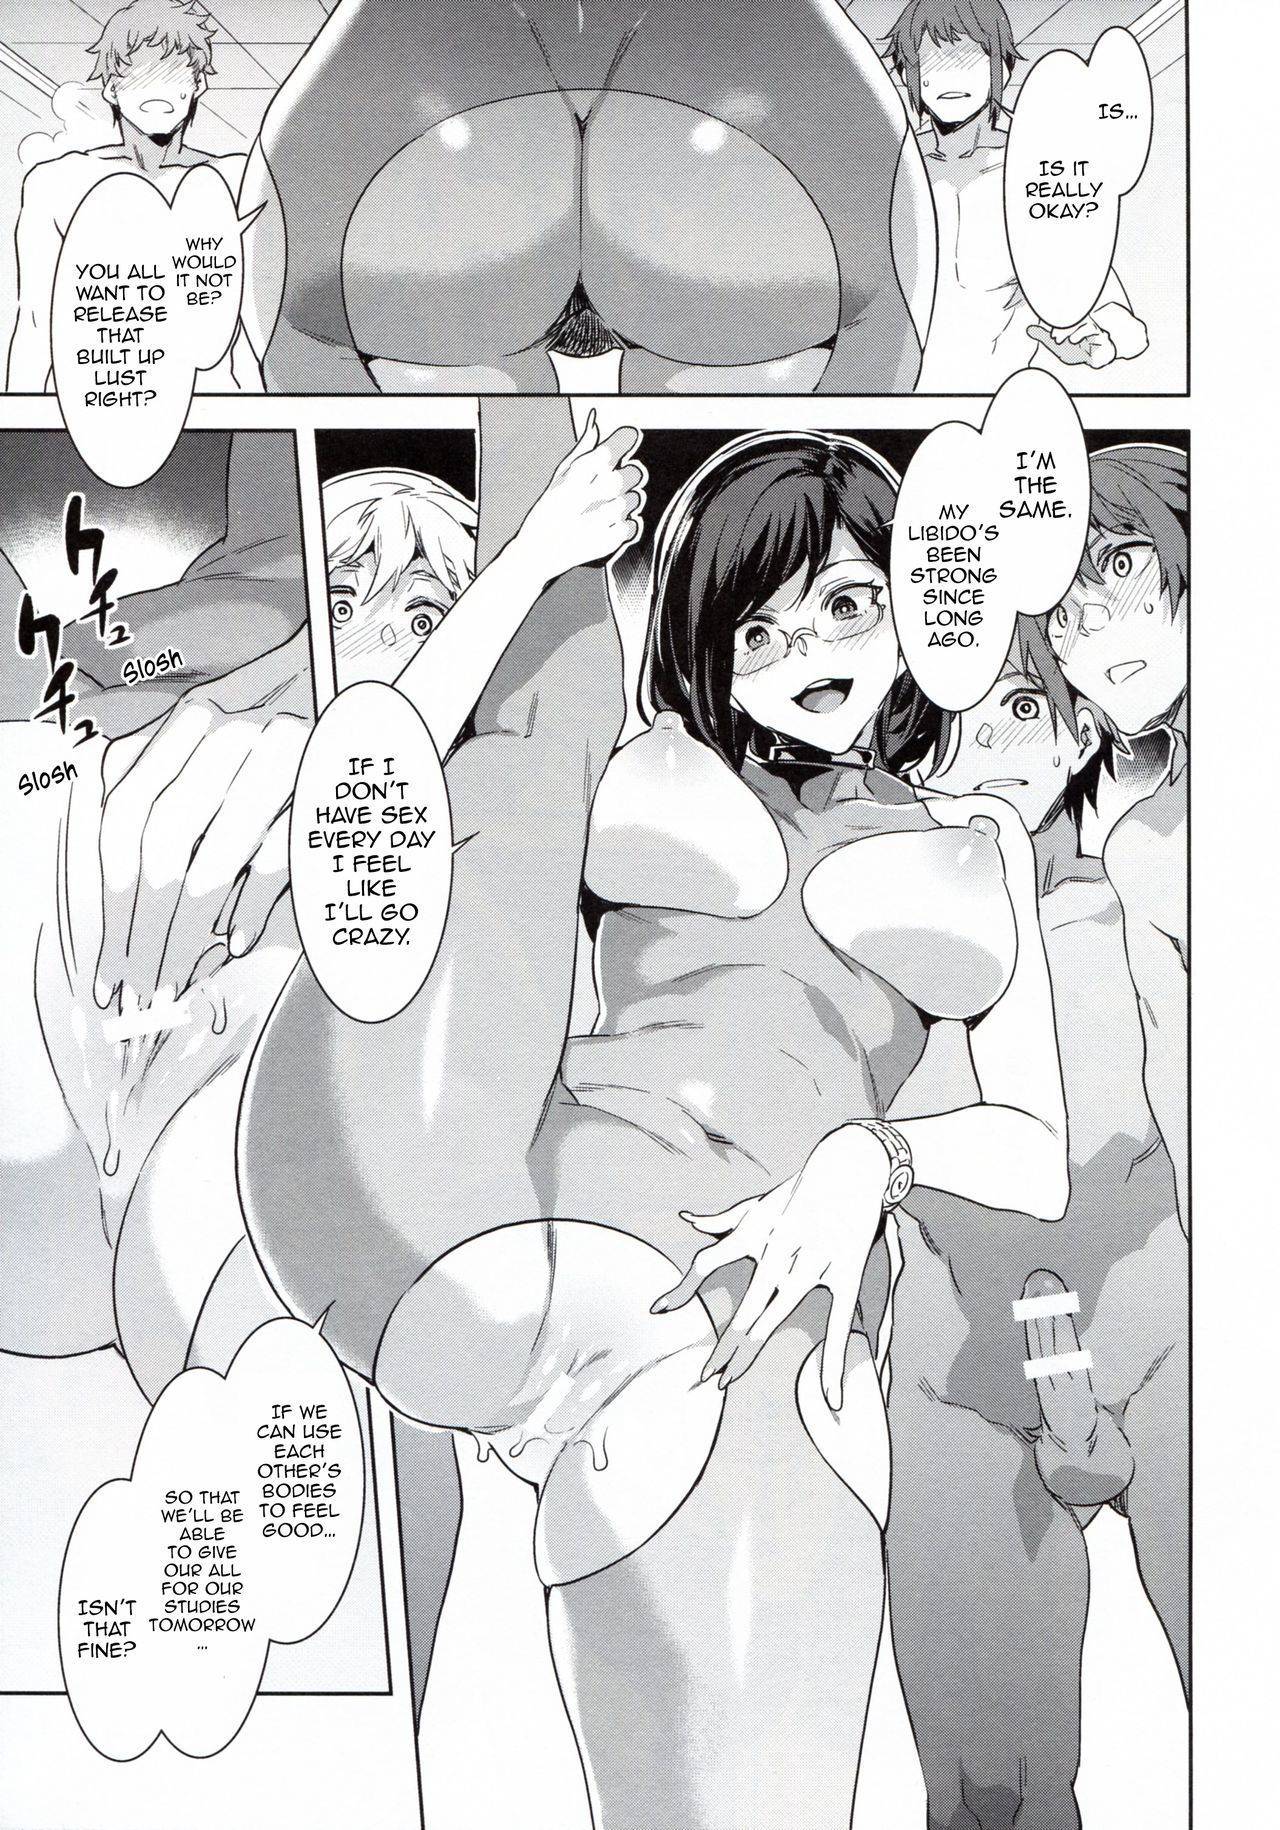 IS...
IS IT
REALLY
OKAY?
WHY
WOULD
IT NOT
BE?
YOU ALL
WANT TO
RELEASE
THAT
BUILT UP
LUST
RIGHT?
I'M
THE
SAME.
MY
LIBIDO'S
BEEN
STRONG
SINCE
LONG
AGO.
IF I
DON'T
HAVE SEX
EVERY DAY
I FEEL
LIKE
I'LL GO
CRAZY.
クチュ
Slosh
クチュ
Slosh
IF WE
CAN USE
EACH
OTHER'S
BODIES
TO FEEL
GOOD...
SO THAT
WE'LL BE
ABLE
TO GIVE
OUR ALL
FOR OUR
STUDIES
TOMORROW
...
ISN'T
THAT
FINE?